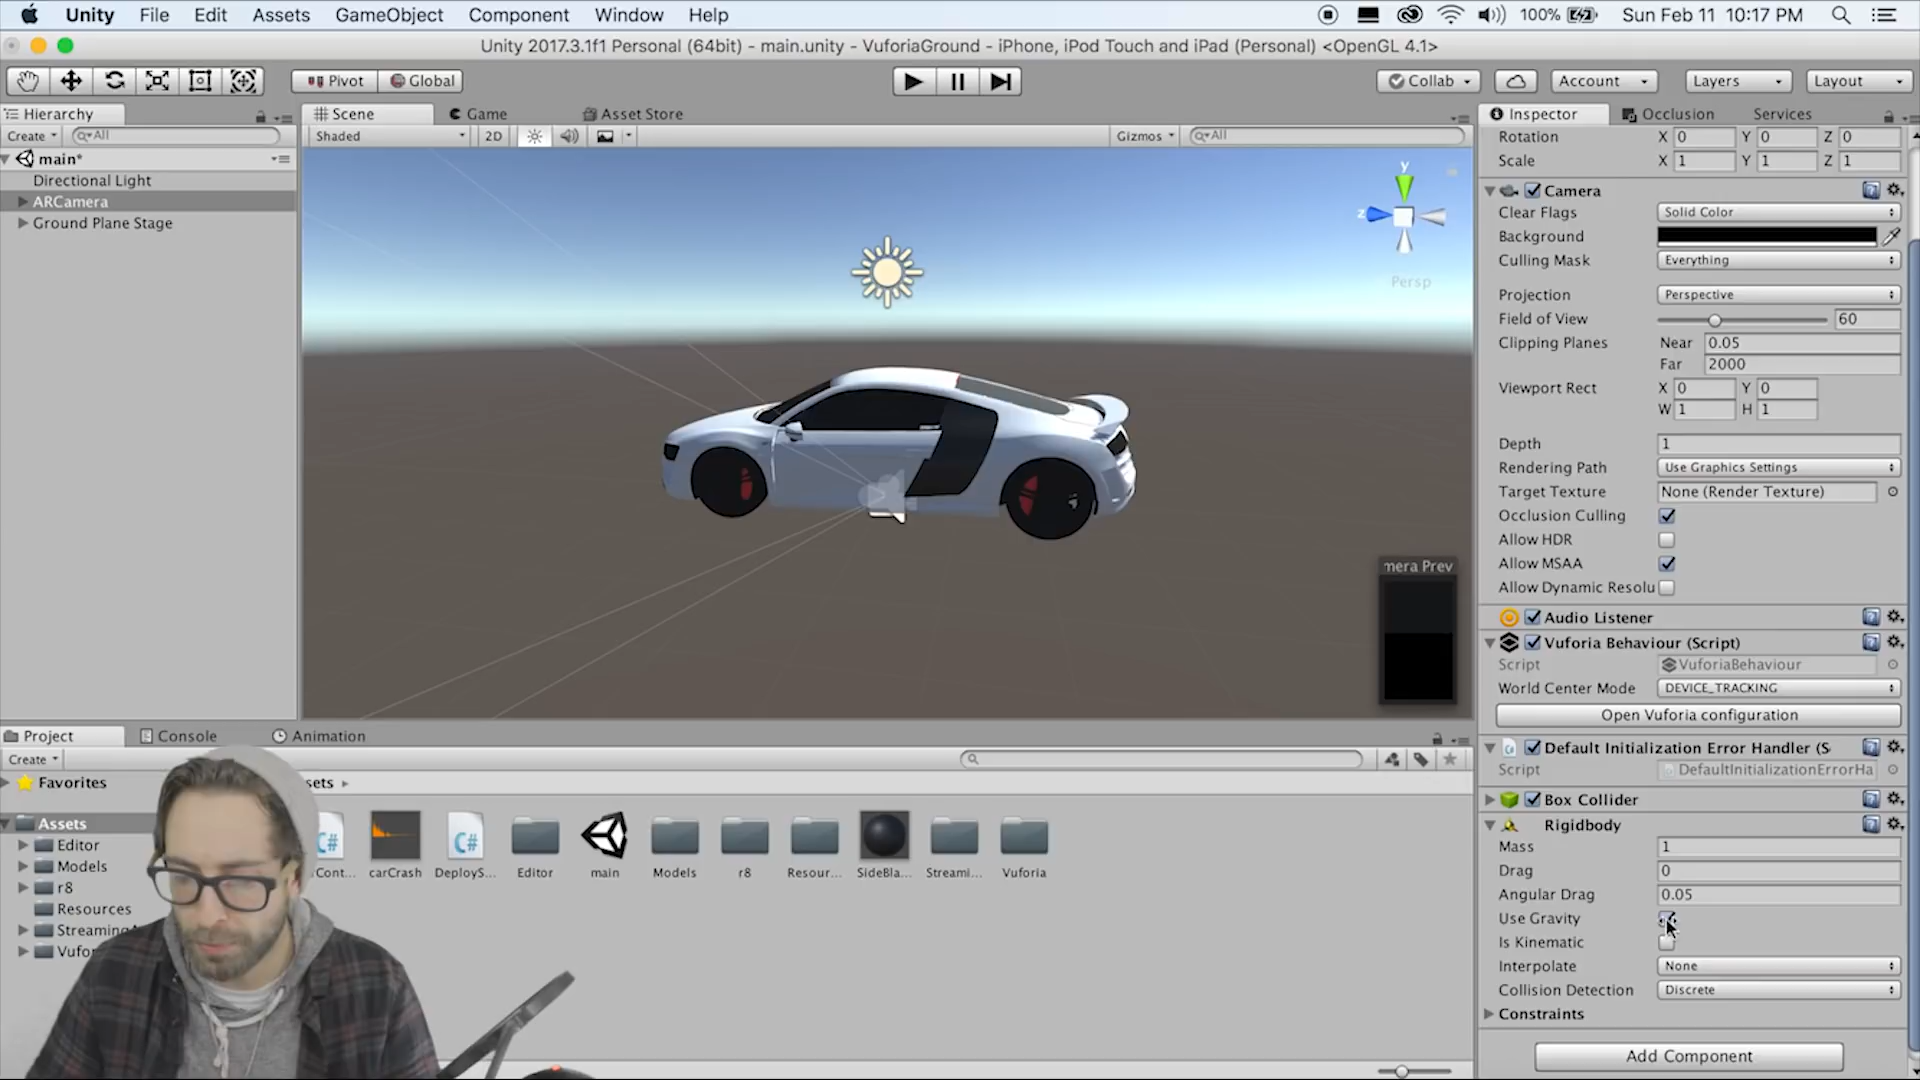 Unity File Edit Assets GameObject Component Window Help 100% Sun Feb 11 10:17 PM
Unity 2017.3.1f1 Personal (64bit) - main.unity - VuforiaGround - iPhone, iPod Touch and iPad (Personal) <OpenGL 4.1>
Pivot Global Collab Account Layers Layout
Hierarchy
Create All
main*
Directional Light
ARCamera
Ground Plane Stage
Scene Game Asset Store
Shaded 2D Gizmos All
y
z
Persp
mera Prev
Inspector Occlusion Services
Rotation X 0 Y 0 Z 0
Scale X 1 Y 1 Z 1
Camera
Clear Flags Solid Color
Background
Culling Mask Everything
Projection Perspective
Field of View 60
Clipping Planes Near 0.05
Far 2000
Viewport Rect X 0 Y 0
W 1 H 1
Depth 1
Rendering Path Use Graphics Settings
Target Texture None (Render Texture)
Occlusion Culling
Allow HDR
Allow MSAA
Allow Dynamic Resolu
Audio Listener
Vuforia Behaviour (Script)
Script VuforiaBehaviour
World Center Mode DEVICE_TRACKING
Open Vuforia configuration
Default Initialization Error Handler (S
Script DefaultInitializationErrorHa
Box Collider
Rigidbody
Mass 1
Drag 0
Angular Drag 0.05
Use Gravity
Is Kinematic
Interpolate None
Collision Detection Discrete
Constraints
Add Component
Project Console Animation
Create
Favorites
Assets
Editor
Models
r8
Resources
Streaming
Vufor
sets
C# C#
Cont... carCrash DeployS... Editor main Models r8 Resour... SideBla... Streami... Vuforia